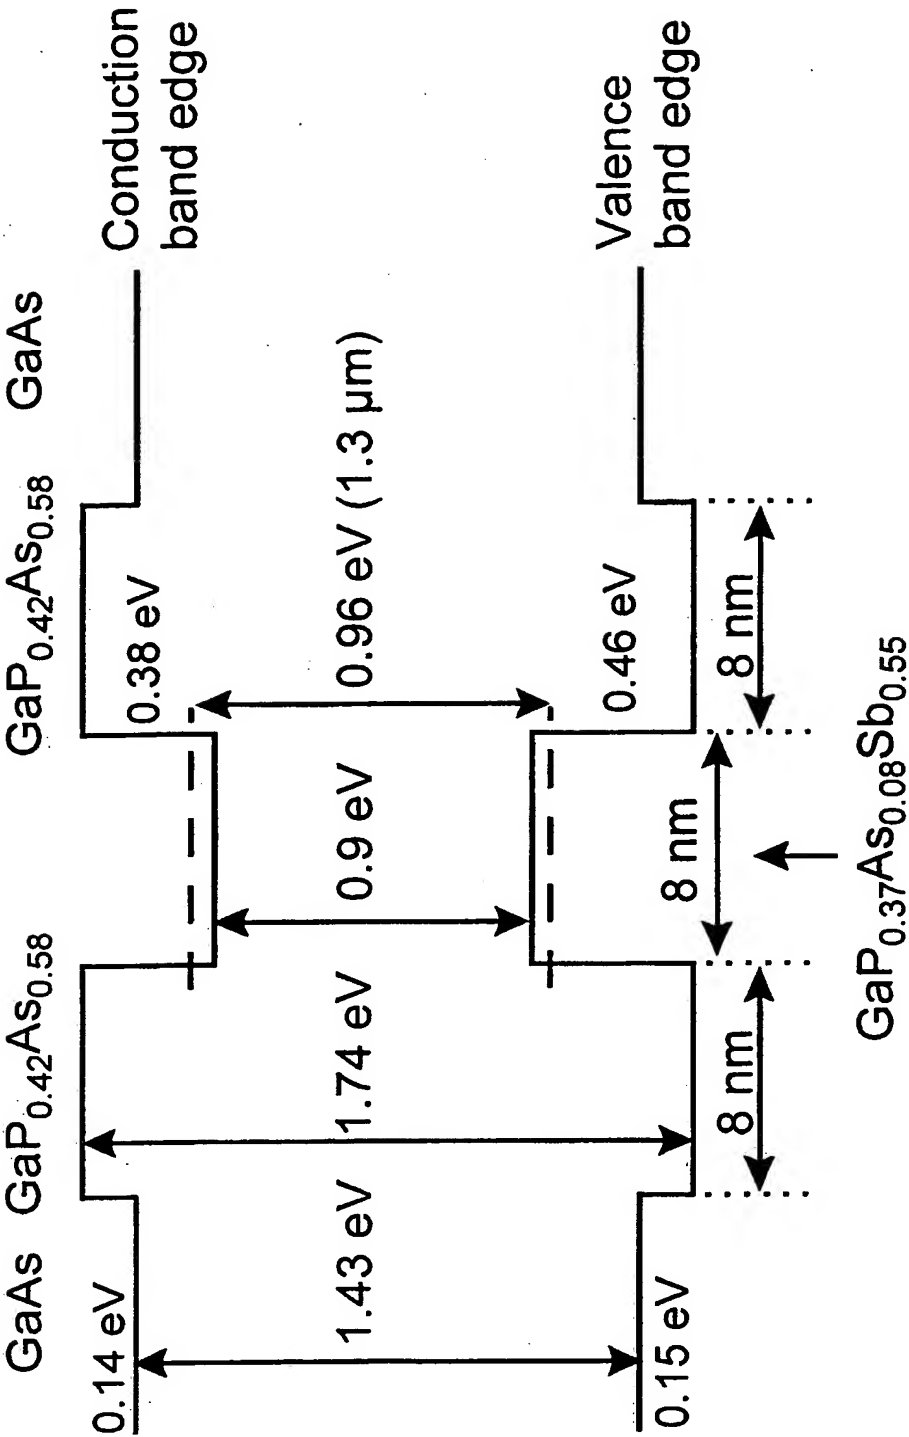 GaAs
GaP0.42As0.58
GaP0.42As0.58
GaAs
0.14 eV
0.38 eV
Conduction
band edge
1.43 eV
1.74 eV
0.9 eV
0.96 eV (1.3 μm)
0.15 eV
0.46 eV
Valence
band edge
8 nm
8 nm
8 nm
GaP0.37As0.08Sb0.55